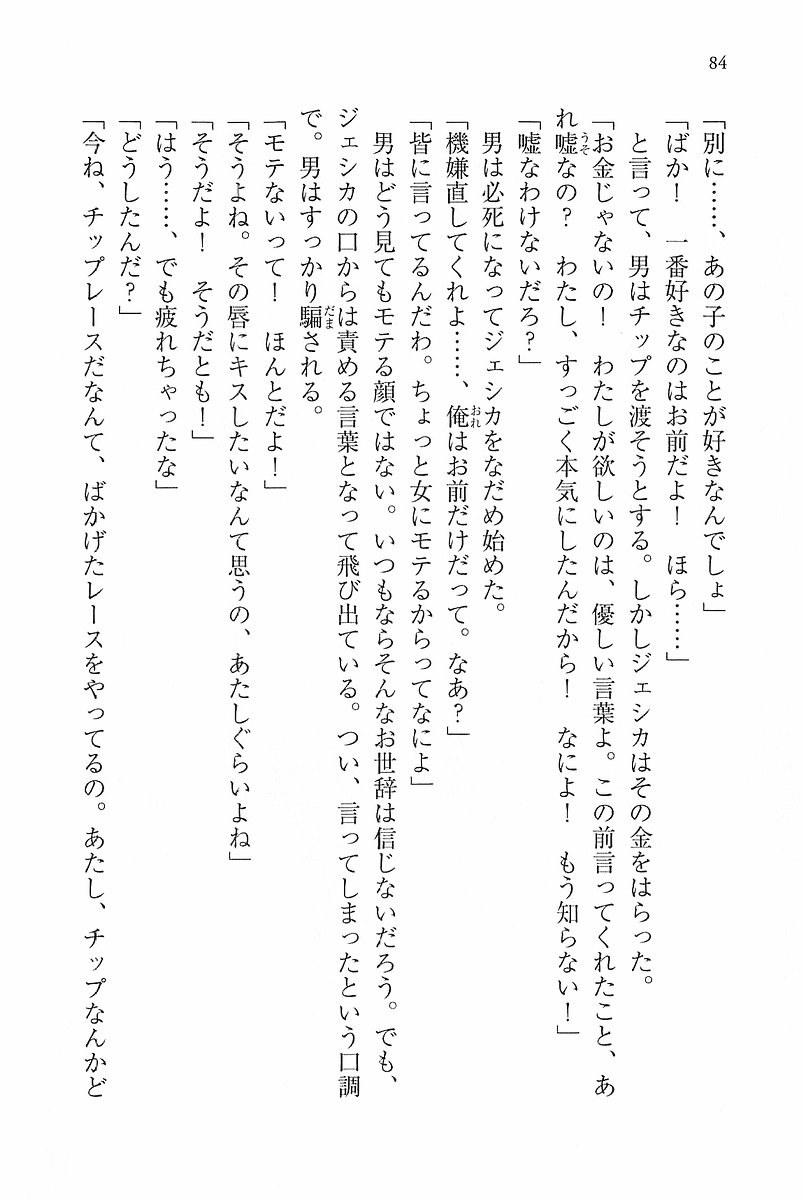 84
「別に……、あの子のことが好きなんでしょ」
「ばか！　一番好きなのはお前だよ！　ほら……」
　と言って、男はチップを渡そうとする。しかしジェシカはその金をはらった。
「お金じゃないの！　わたしが欲しいのは、優しい言葉よ。この前言ってくれたこと、あ
れ嘘なの？　わたし、すっごく本気にしたんだから！　なによ！　もう知らない！」
「嘘なわけないだろ？」
　男は必死になってジェシカをなだめ始めた。
「機嫌直してくれよ……、俺はお前だけだって。なあ？」
「皆に言ってるんだわ。ちょっと女にモテるからってなによ」
　男はどう見てもモテる顔ではない。いつもならそんなお世辞は信じないだろう。でも、
ジェシカの口からは責める言葉となって飛び出ている。つい、言ってしまったという口調
で。男はすっかり騙される。
「モテないって！　ほんとだよ！」
「そうよね。その唇にキスしたいなんて思うの、あたしぐらいよね」
「そうだよ！　そうだとも！」
「はう……、でも疲れちゃったな」
「どうしたんだ？」
「今ね、チップレースだなんて、ばかげたレースをやってるの。あたし、チップなんかど